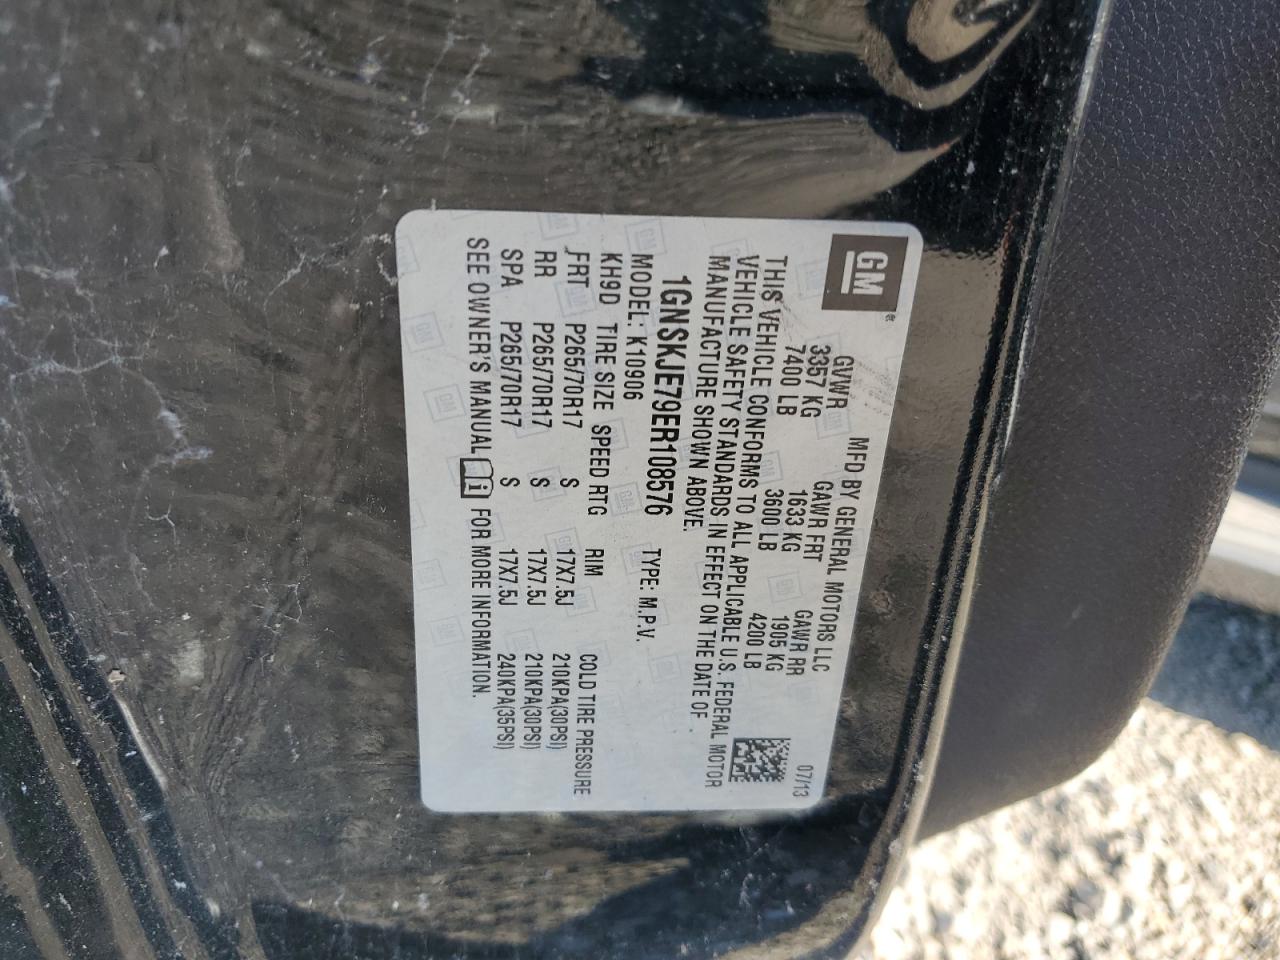 GM
MFD BY GENERAL MOTORS LLC 07/13
GVWR GAWR FRT GAWR RR
3357 KG 1633 KG 1905 KG
7400 LB 3600 LB 4200 LB
THIS VEHICLE CONFORMS TO ALL APPLICABLE U.S. FEDERAL MOTOR
VEHICLE SAFETY STANDARDS IN EFFECT ON THE DATE OF
MANUFACTURE SHOWN ABOVE.
1GNSKJE79ER108576 TYPE: M.P.V.
MODEL: K10906
KH9D TIRE SIZE SPEED RTG RIM COLD TIRE PRESSURE
FRT P265/70R17 S 17X7.5J 210KPA(30PSI)
RR P265/70R17 S 17X7.5J 210KPA(30PSI)
SPA P265/70R17 S 17X7.5J 240KPA(35PSI)
SEE OWNER'S MANUAL i FOR MORE INFORMATION.